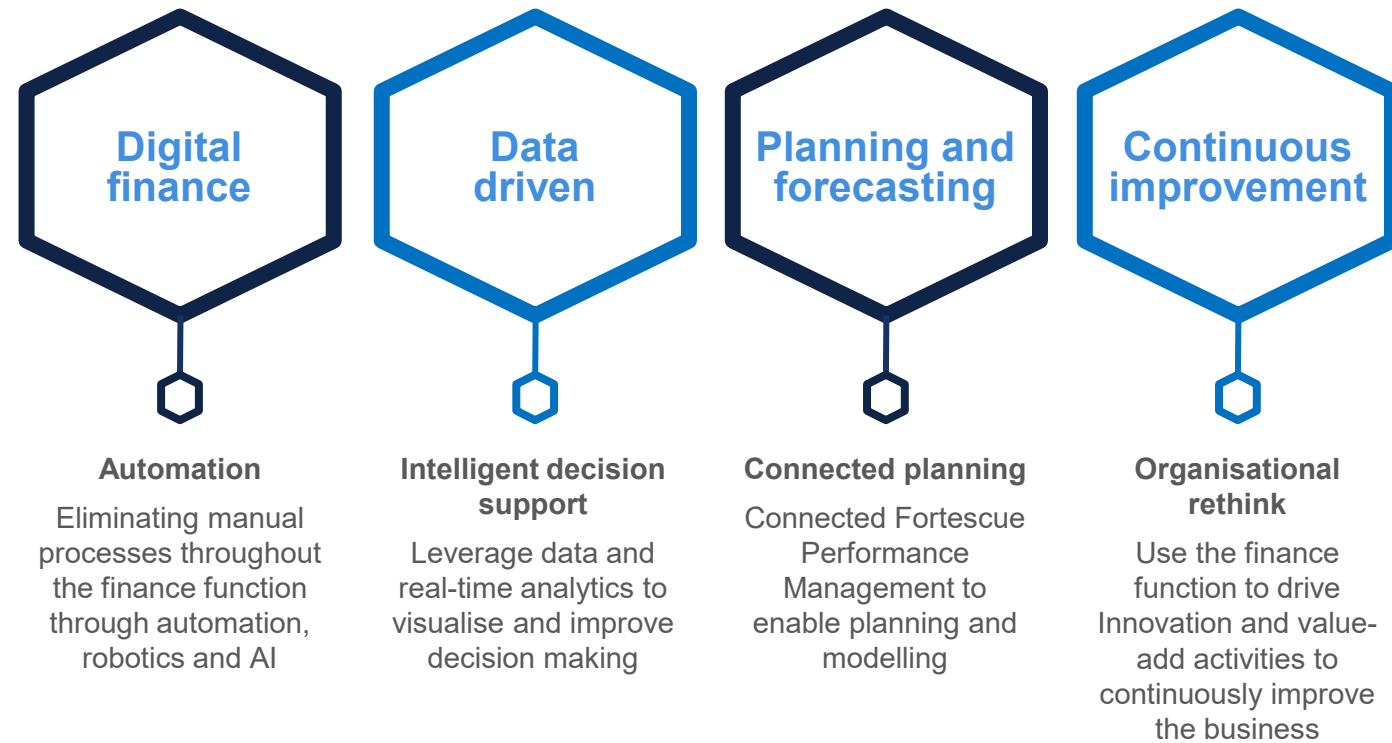 Digital
finance
Data
driven
Planning and
forecasting
Continuous
improvement
Automation
Eliminating manual
processes throughout
the finance function
through automation,
robotics and AI
Intelligent decision
support
Leverage data and
real-time analytics to
visualise and improve
decision making
Connected planning
Connected Fortescue
Performance
Management to
enable planning and
modelling
Organisational
rethink
Use the finance
function to drive
Innovation and value-
add activities to
continuously improve
the business